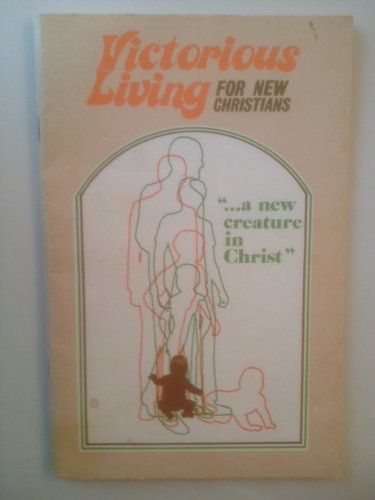 Victorious
Living FOR NEW
CHRISTIANS
"...a new
creature
in
Christ"